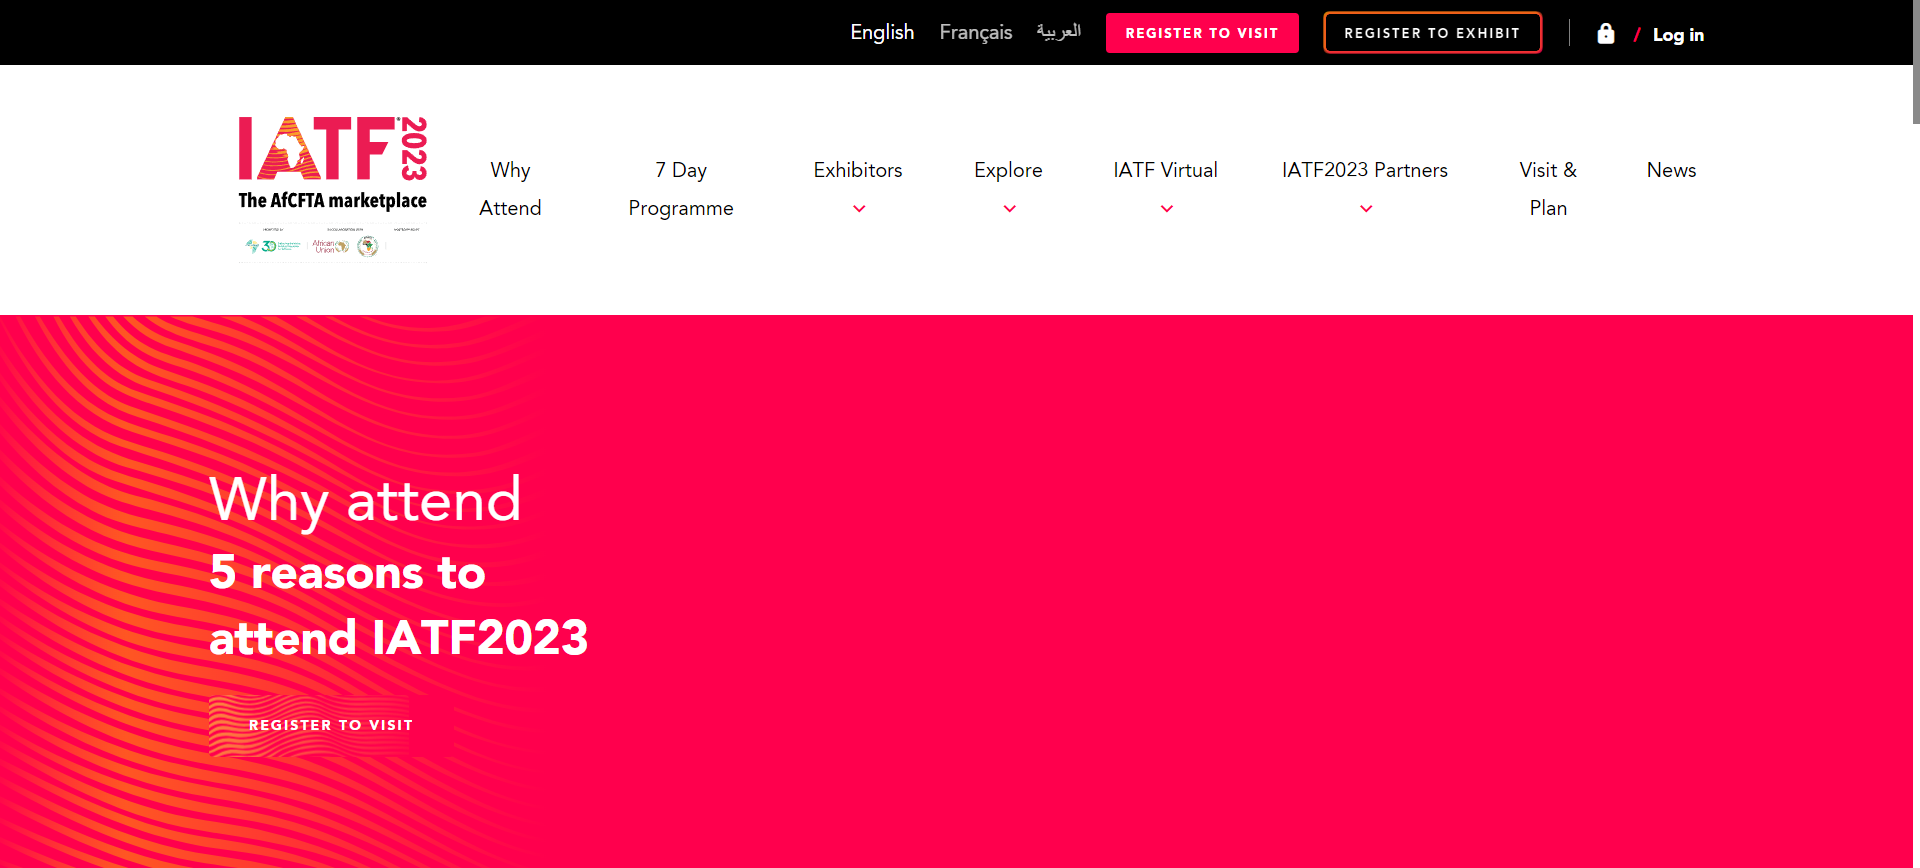 English Français العربية REGISTER TO VISIT REGISTER TO EXHIBIT / Log in
IATF 2023
The AfCFTA marketplace
African
Union
Why
Attend
7 Day
Programme
Exhibitors
Explore
IATF Virtual
IATF2023 Partners
Visit &
Plan
News
Why attend
5 reasons to
attend IATF2023
REGISTER TO VISIT